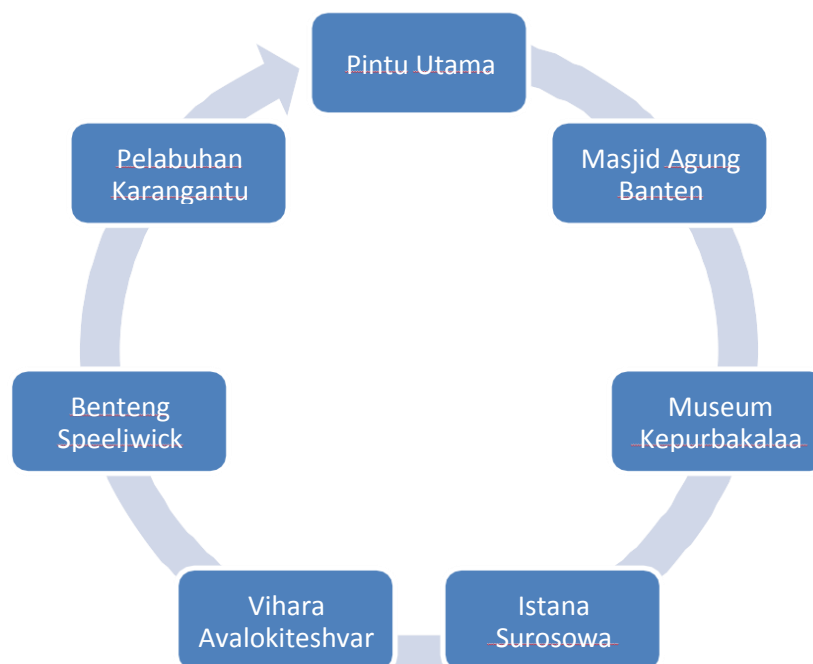 Pintu Utama
Masjid Agung
Banten
Museum
Kepurbakalaa
Istana
Surosowa
Vihara
Avalokiteshvar
Benteng
Speeljwick
Pelabuhan
Karangantu